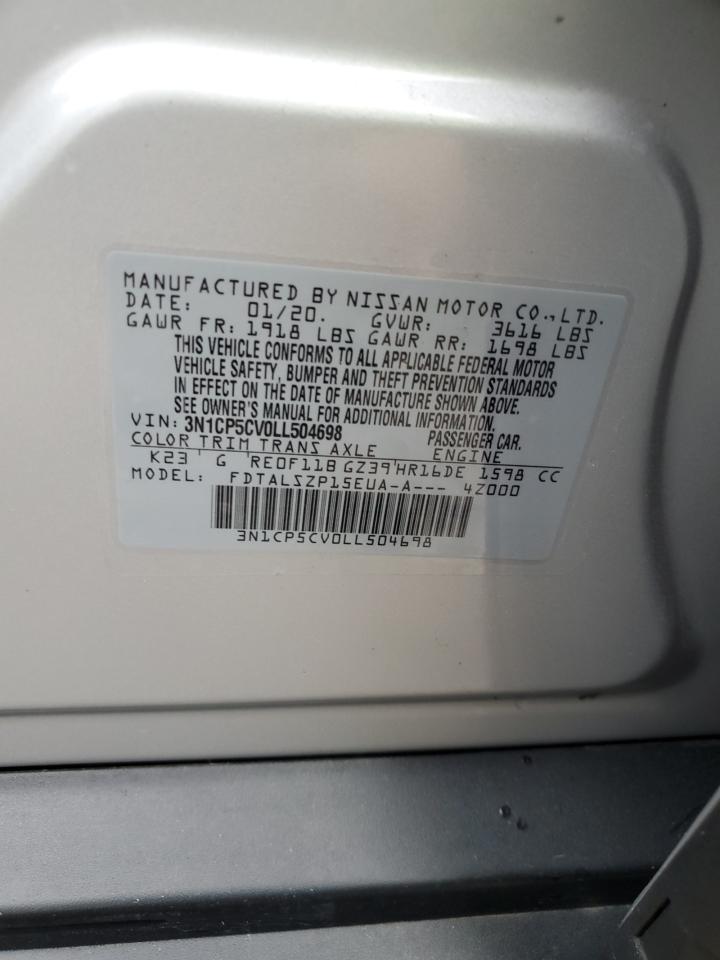 MANUFACTURED BY NISSAN MOTOR CO.,LTD.
DATE: 01/20. GVWR: 3616 LBS
GAWR FR: 1918 LBS GAWR RR: 1698 LBS
THIS VEHICLE CONFORMS TO ALL APPLICABLE FEDERAL MOTOR
VEHICLE SAFETY, BUMPER AND THEFT PREVENTION STANDARDS
IN EFFECT ON THE DATE OF MANUFACTURE SHOWN ABOVE.
SEE OWNER'S MANUAL FOR ADDITIONAL INFORMATION.
VIN: 3N1CP5CV0LL504698 PASSENGER CAR.
COLOR TRIM TRANS AXLE ENGINE
K23 ' G 'RE0F11B GZ39'HR16DE 1598 CC
MODEL: FDTALSZP15EUA-A--- 4Z000
3N1CP5CV0LL504698